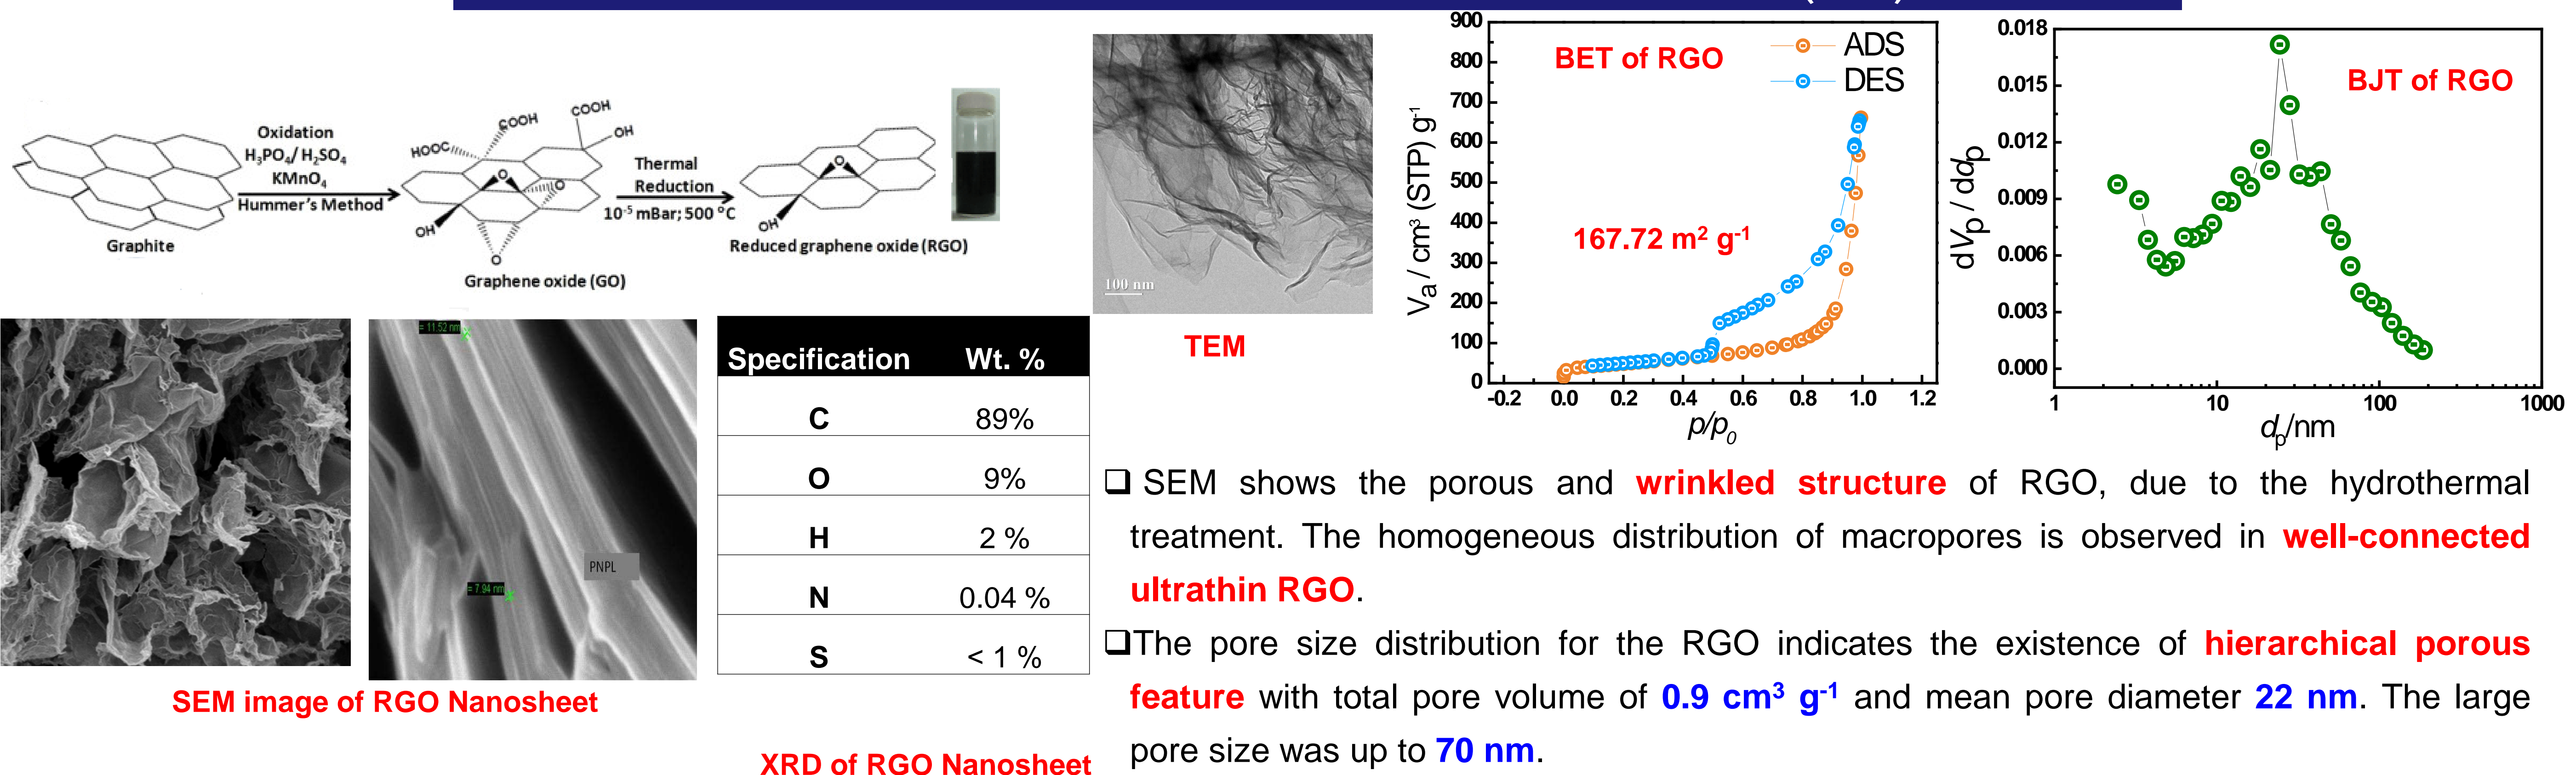 Oxidation
H₃PO₄/ H₂SO₄
KMnO₄
Hummer's Method
Graphite
HOOC
COOH
COOH
OH
O
O
OH
O
Graphene oxide (GO)
Thermal
Reduction
10⁻⁵ mBar; 500 °C
O
OH
Reduced graphene oxide (RGO)
= 11.52 nm
= 7.94 nm
PNPL
SEM image of RGO Nanosheet
Specification Wt. %
C 89%
O 9%
H 2 %
N 0.04 %
S < 1 %
XRD of RGO Nanosheet
100 nm
TEM
BET of RGO
ADS
DES
167.72 m² g⁻¹
Va / cm³ (STP) g⁻¹
900
800
700
600
500
400
300
200
100
0
-0.2 0.0 0.2 0.4 0.6 0.8 1.0 1.2
p/p₀
BJT of RGO
dVp / ddp
0.018
0.015
0.012
0.009
0.006
0.003
0.000
1 10 100 1000
dp/nm
❑ SEM shows the porous and wrinkled structure of RGO, due to the hydrothermal
treatment. The homogeneous distribution of macropores is observed in well-connected
ultrathin RGO.
❑The pore size distribution for the RGO indicates the existence of hierarchical porous
feature with total pore volume of 0.9 cm³ g⁻¹ and mean pore diameter 22 nm. The large
pore size was up to 70 nm.